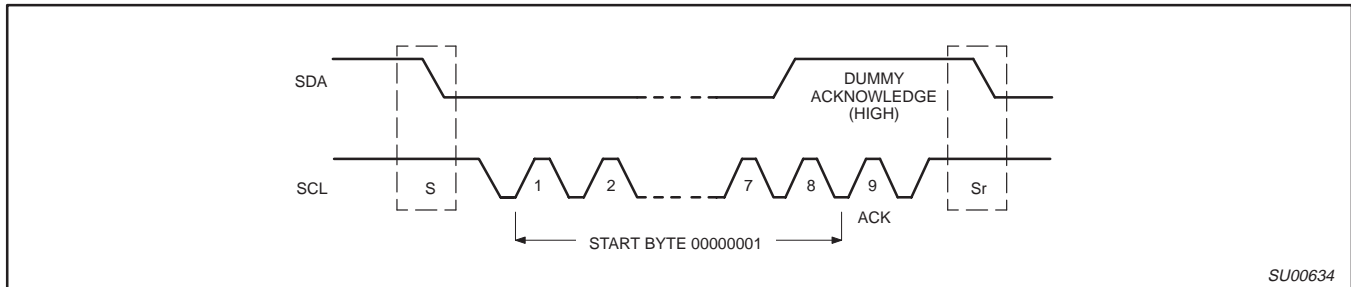 SDA
DUMMY
ACKNOWLEDGE
(HIGH)
SCL
S
1
2
7
8
9
Sr
ACK
START BYTE 00000001
SU00634